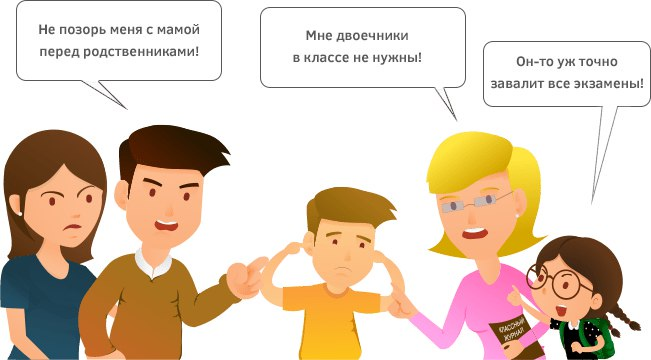 Не позорь меня с мамой
перед родственниками!
Мне двоечники
в классе не нужны!
Он-то уж точно
завалит все экзамены!
КЛАССНЫЙ
ЖУРНАЛ